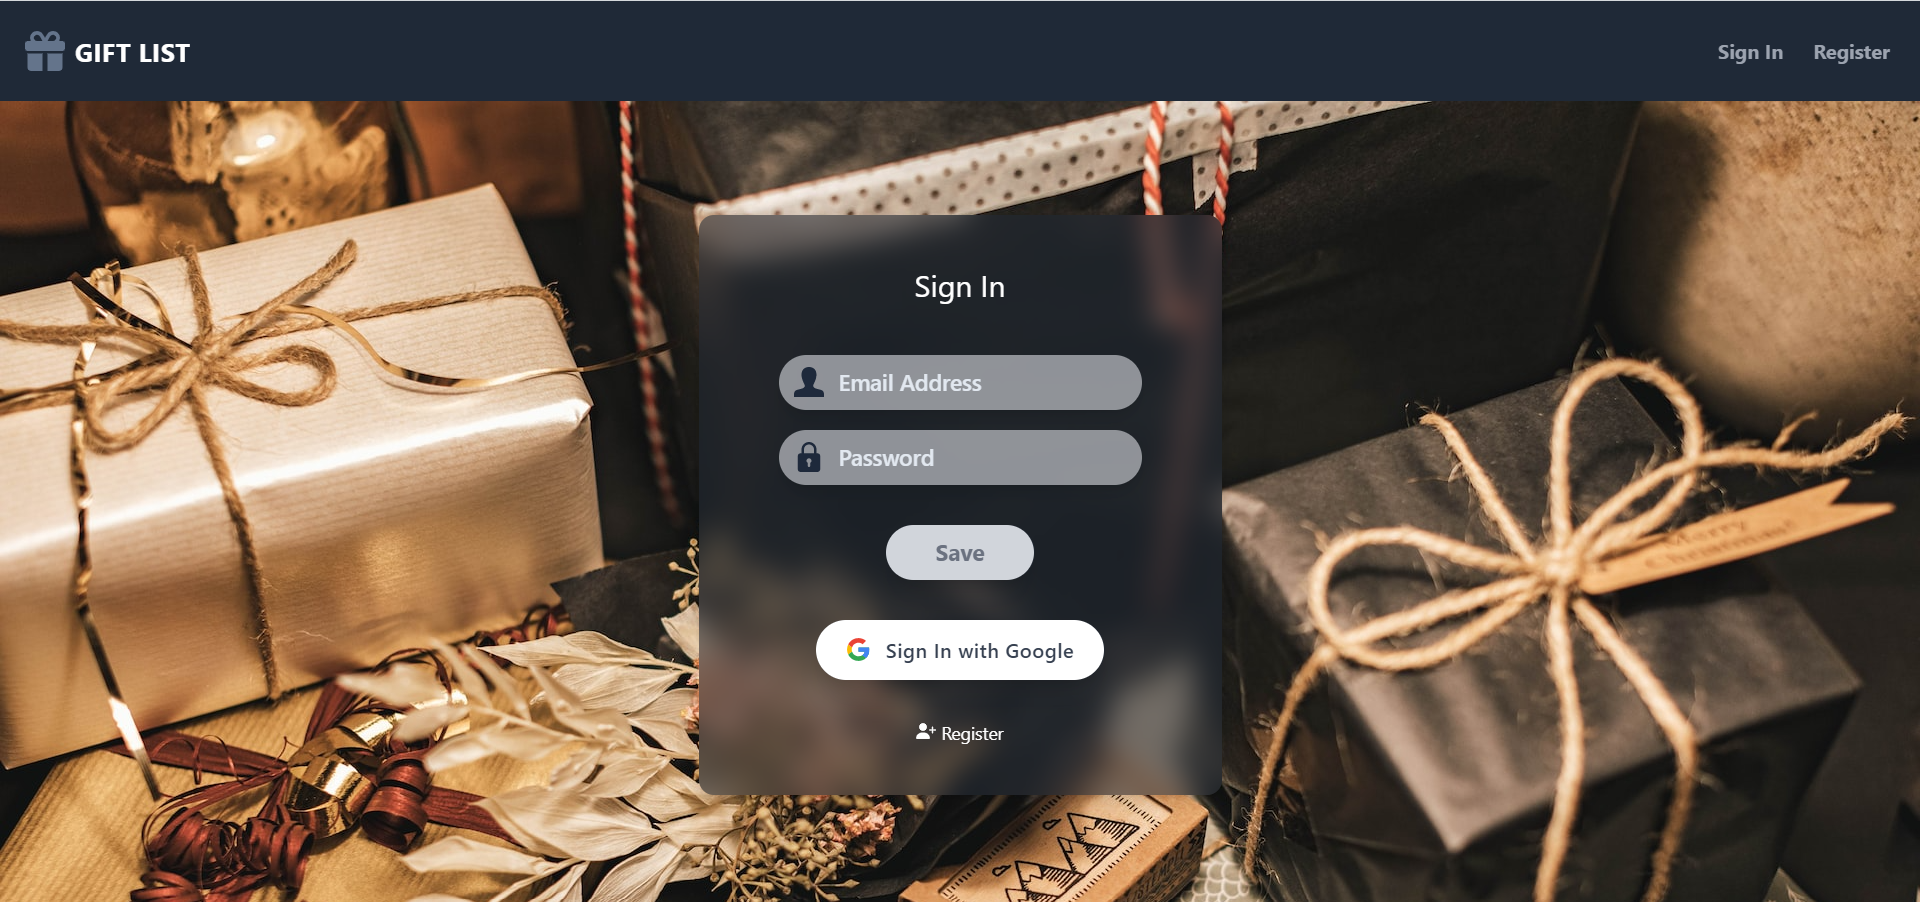 GIFT LIST
Sign In
Register
Sign In
Email Address
Password
Save
Sign In with Google
Register
Merry
Christmas!